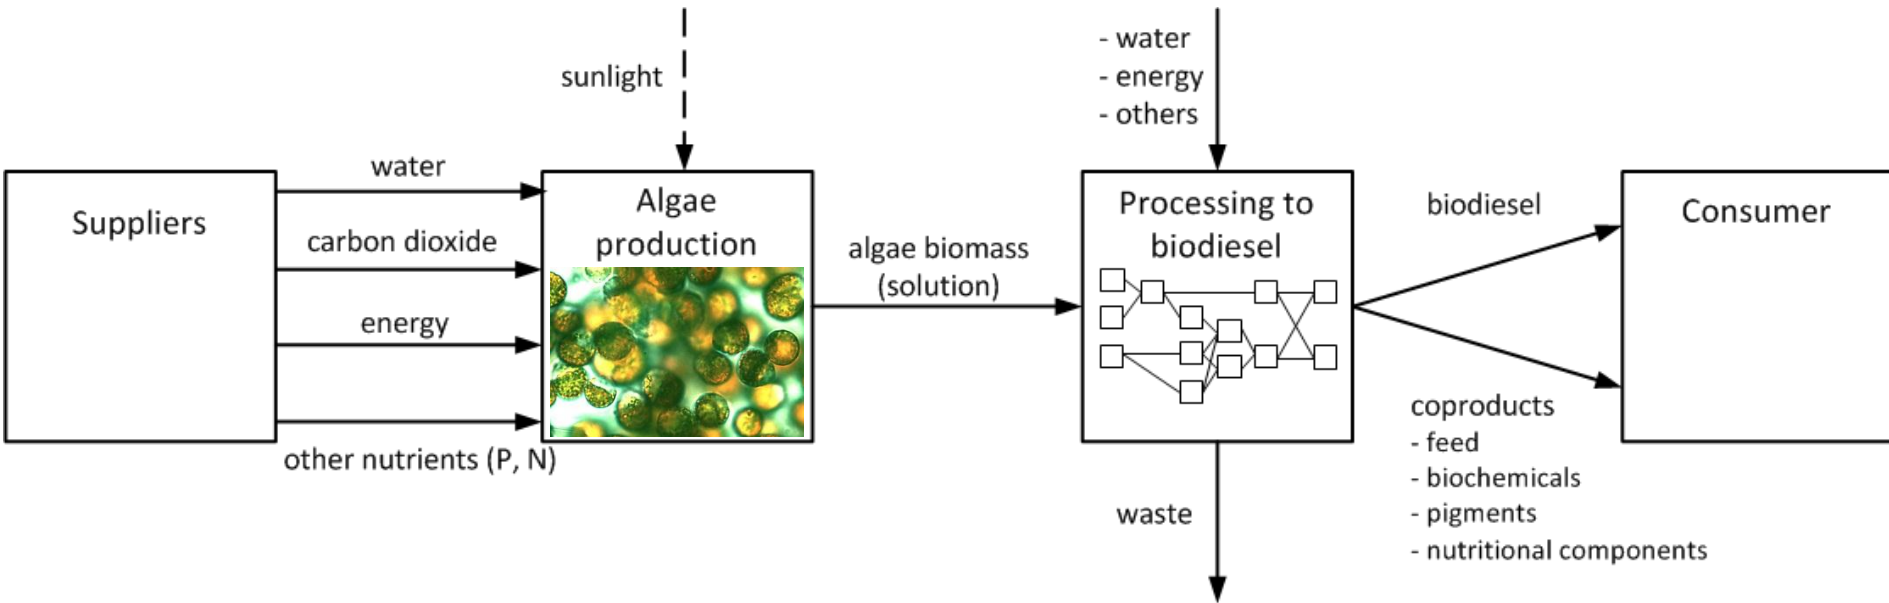 sunlight
- water
- energy
- others
Suppliers
water
carbon dioxide
energy
other nutrients (P, N)
Algae
production
algae biomass
(solution)
Processing to
biodiesel
waste
biodiesel
coproducts
- feed
- biochemicals
- pigments
- nutritional components
Consumer